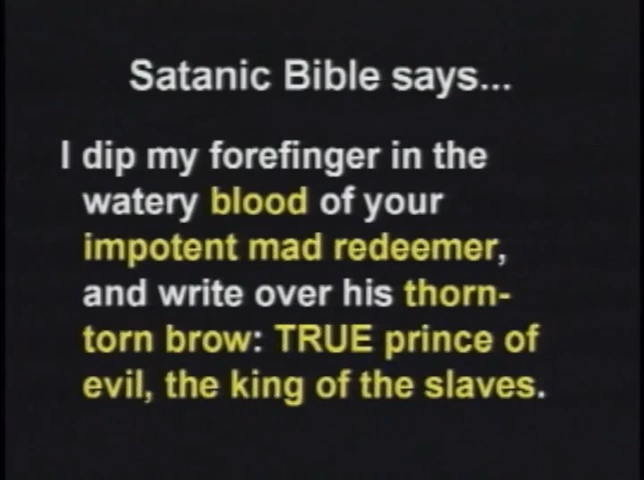 Satanic Bible says...
I dip my forefinger in the
watery blood of your
impotent mad redeemer,
and write over his thorn-
torn brow: TRUE prince of
evil, the king of the slaves.